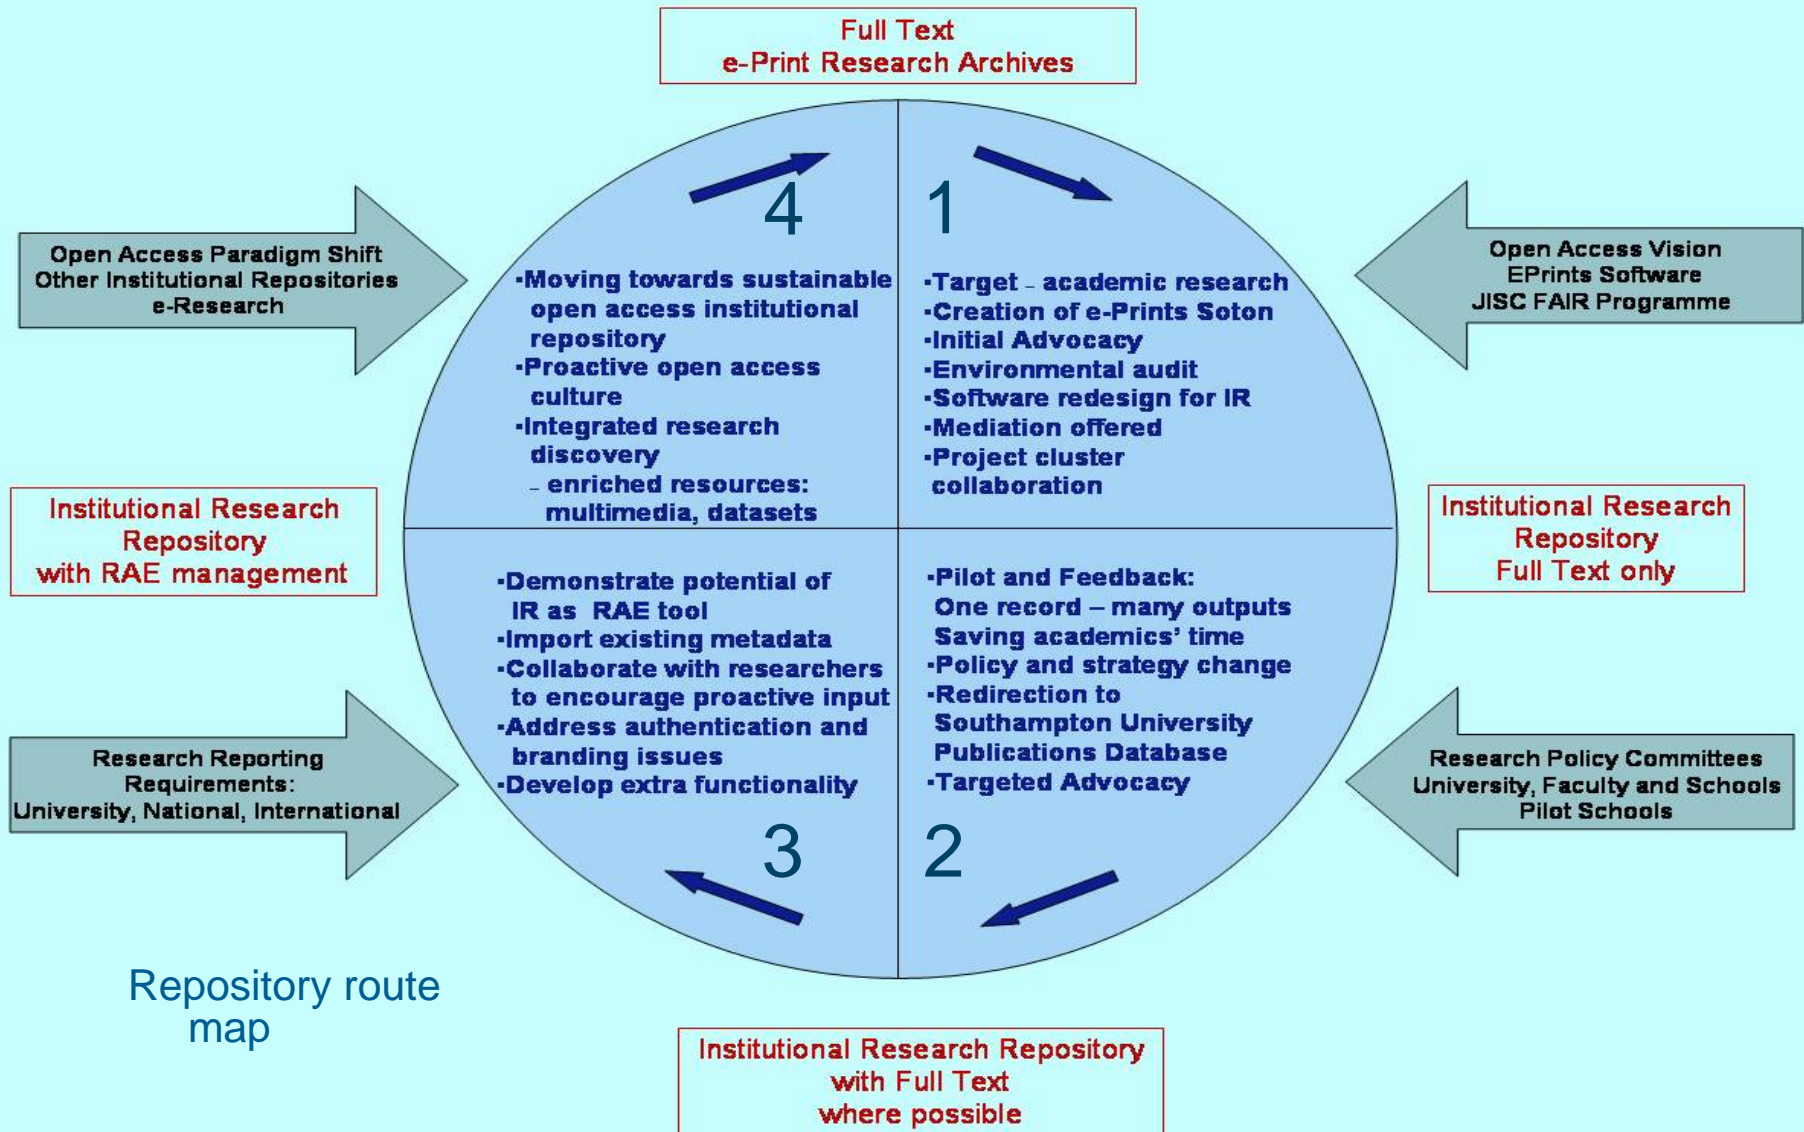 Full Text
e-Print Research Archives
4
1
Open Access Paradigm Shift
Other Institutional Repositories
e-Research
▪Moving towards sustainable
open access institutional
repository
▪Proactive open access
culture
▪Integrated research
discovery
– enriched resources:
multimedia, datasets
▪Target – academic research
▪Creation of e-Prints Soton
▪Initial Advocacy
▪Environmental audit
▪Software redesign for IR
▪Mediation offered
▪Project cluster
collaboration
Open Access Vision
EPrints Software
JISC FAIR Programme
Institutional Research
Repository
with RAE management
Institutional Research
Repository
Full Text only
▪Demonstrate potential of
IR as RAE tool
▪Import existing metadata
▪Collaborate with researchers
to encourage proactive input
▪Address authentication and
branding issues
▪Develop extra functionality
▪Pilot and Feedback:
One record – many outputs
Saving academics' time
▪Policy and strategy change
▪Redirection to
Southampton University
Publications Database
▪Targeted Advocacy
Research Reporting
Requirements:
University, National, International
Research Policy Committees
University, Faculty and Schools
Pilot Schools
3
2
Repository route
map
Institutional Research Repository
with Full Text
where possible